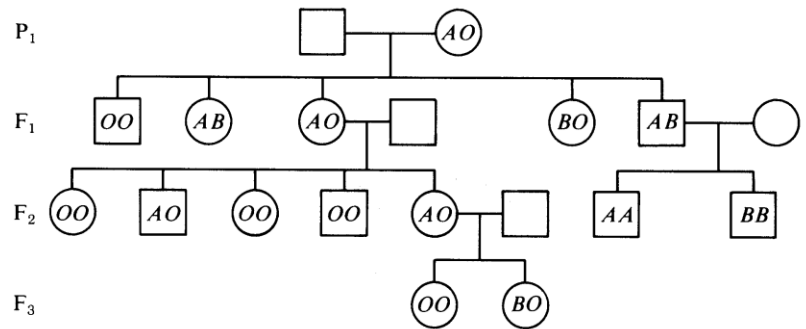 P₁ AO
F₁ OO AB AO BO AB
F₂ OO AO OO OO AO AA BB
F₃ OO BO